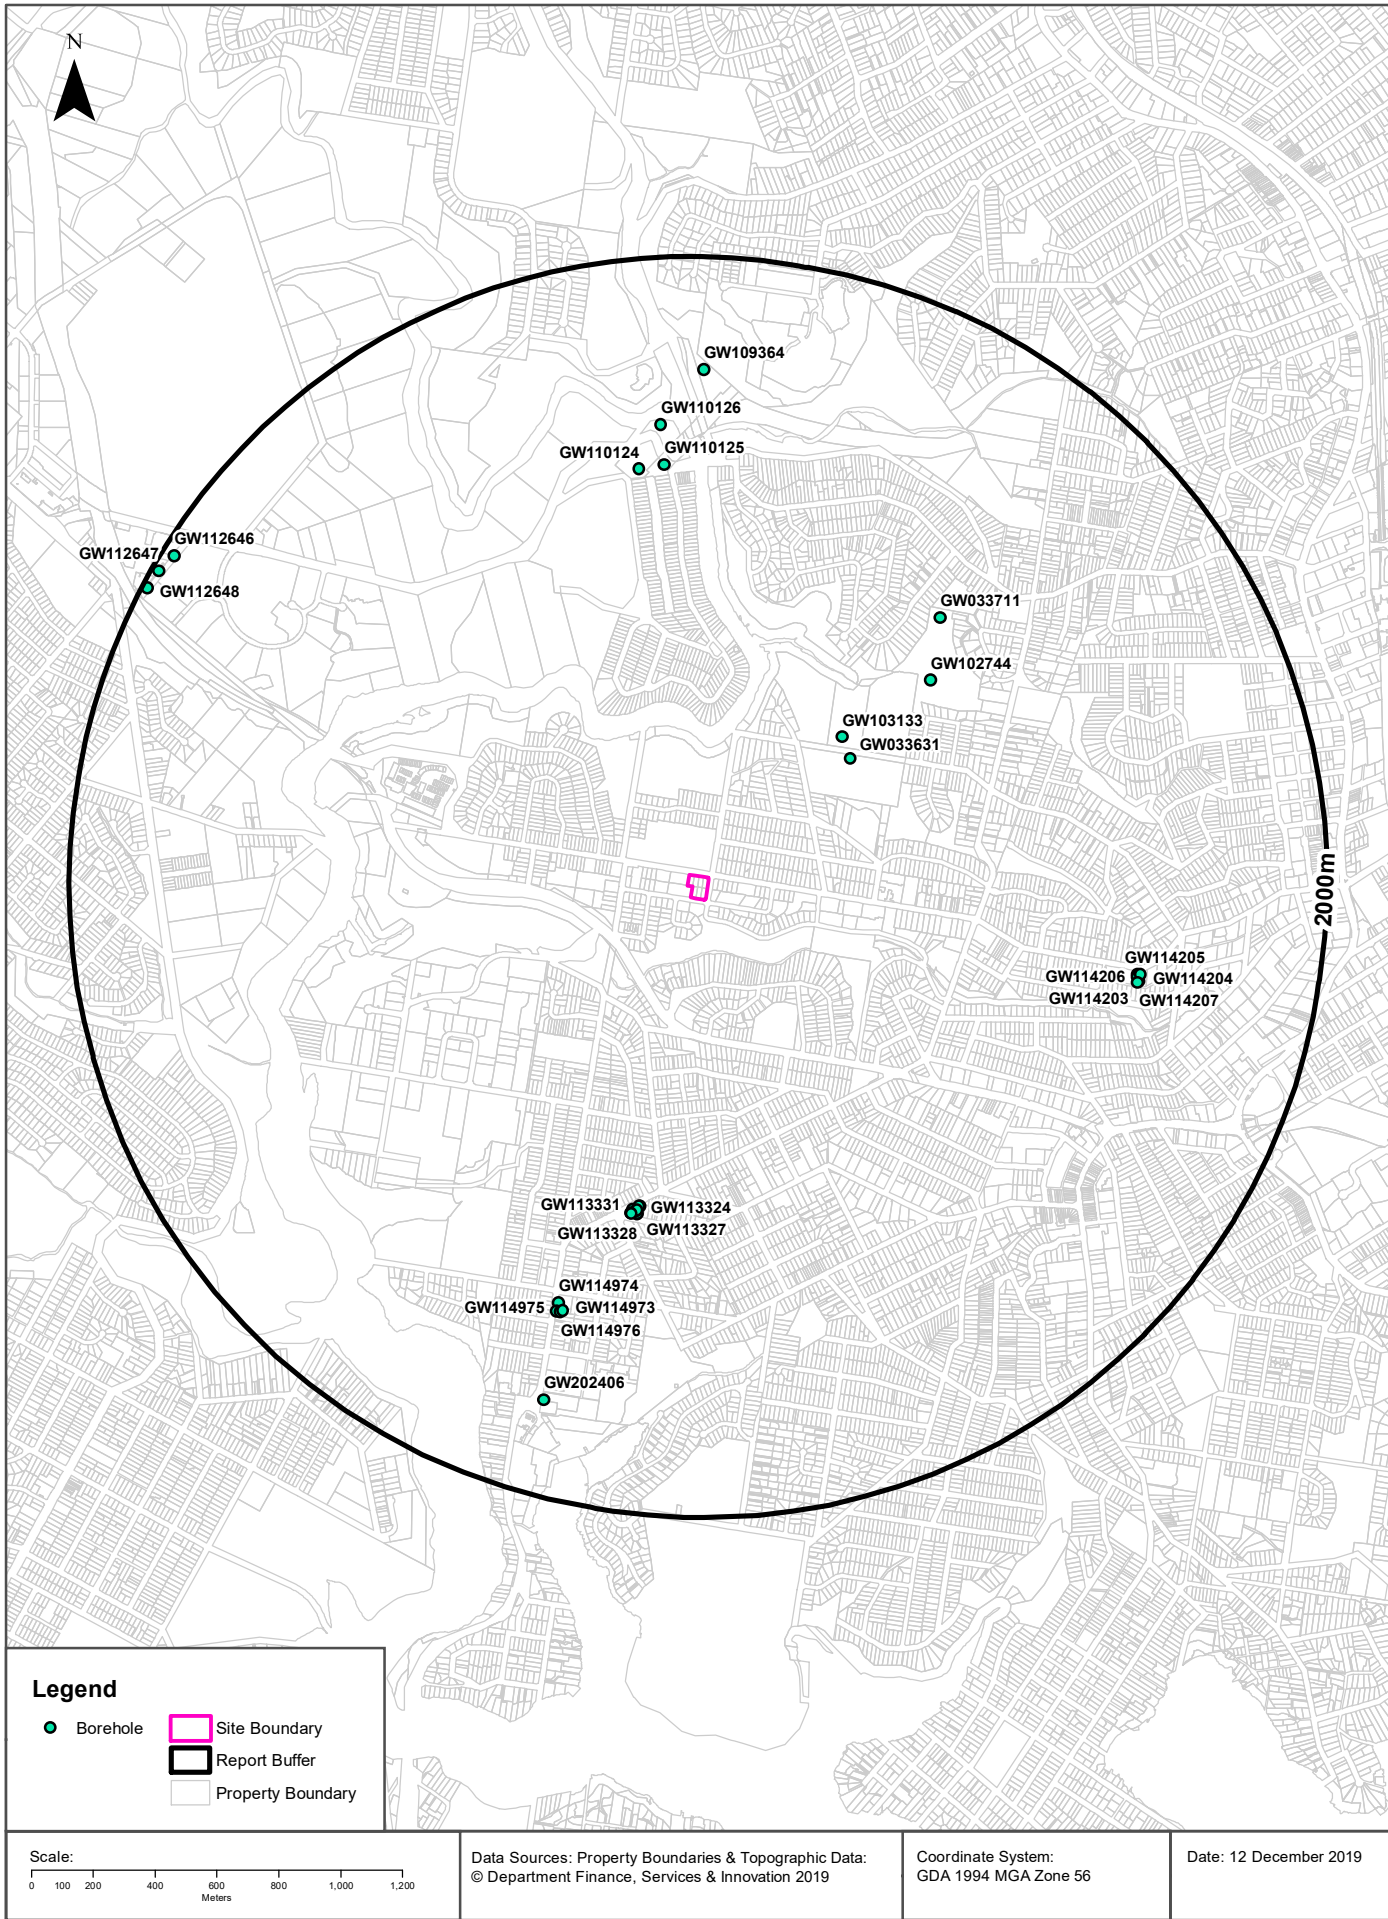 N
GW109364
GW110126
GW110125
GW110124
GW112646
GW112647
GW112648
GW033711
GW102744
GW103133
GW033631
2000m
GW114205
GW114206
GW114204
GW114203
GW114207
GW113331
GW113324
GW113328
GW113327
GW114974
GW114975
GW114973
GW114976
GW202406
Legend
Borehole
Site Boundary
Report Buffer
Property Boundary
Scale:
0 100 200 400 600 800 1,000 1,200
Meters
Data Sources: Property Boundaries & Topographic Data:
© Department Finance, Services & Innovation 2019
Coordinate System:
GDA 1994 MGA Zone 56
Date: 12 December 2019